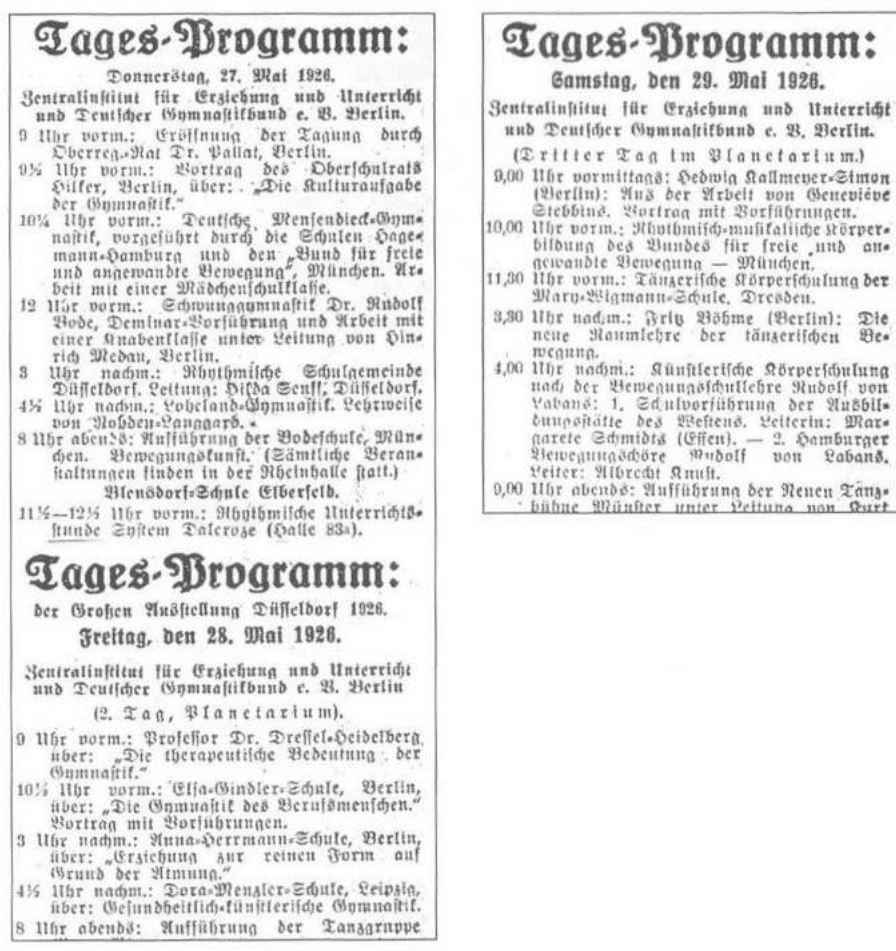 Tages-Programm:
Donnerstag, 27. Mai 1926.
Zentralinstitut für Erziehung und Unterricht
und Deutscher Gymnastikbund e. V. Berlin.
9 Uhr vorm.: Eröffnung der Tagung durch
Oberreg.-Rat Dr. Pallat, Berlin.
9½ Uhr vorm.: Vortrag des Oberschulrats
Hilker, Berlin, über: „Die Kulturaufgabe
der Gymnastik.“
10¼ Uhr vorm.: Deutsche Mensendieck-Gym-
nastik, vorgeführt durch die Schulen Hage-
mann-Hamburg und den „Bund für freie
und angewandte Bewegung“, München. Ar-
beit mit einer Mädchenschulklasse.
12 Uhr vorm.: Schwunggymnastik Dr. Rudolf
Bode, Deminar-Vorführung und Arbeit mit
einer Knabenklasse unter Leitung von Hin-
rich Medau, Berlin.
3 Uhr nachm.: Rhythmische Schulgemeinde
Düsseldorf. Leitung: Hilda Senff, Düsseldorf.
4½ Uhr nachm.: Loheland-Gymnastik. Lehrweise
von Rohden-Langgard.
8 Uhr abends: Aufführung der Bodeschule, Mün-
chen. Bewegungskunst. (Sämtliche Veran-
staltungen finden in der Rheinhalle statt.)
Blensdorf-Schule Elberfeld.
11½—12½ Uhr vorm.: Rhythmische Unterrichts-
stunde System Dalcroze (Halle 83a).
Tages-Programm:
der Großen Ausstellung Düsseldorf 1926.
Freitag, den 28. Mai 1926.
Zentralinstitut für Erziehung und Unterricht
und Deutscher Gymnastikbund e. V. Berlin
(2. Tag, Planetarium).
9 Uhr vorm.: Professor Dr. Dressel-Heidelberg,
über: „Die therapeutische Bedeutung der
Gymnastik.“
10½ Uhr vorm.: Elsa-Gindler-Schule, Berlin,
über: „Die Gymnastik des Berufsmenschen.“
Vortrag mit Vorführungen.
3 Uhr nachm.: Anna-Herrmann-Schule, Berlin,
über: „Erziehung zur reinen Form auf
Grund der Atmung.“
4½ Uhr nachm.: Dora-Menzler-Schule, Leipzig,
über: Gesundheitlich-künstlerische Gymnastik.
8 Uhr abends: Aufführung der Tanzgruppe
Tages-Programm:
Samstag, den 29. Mai 1926.
Zentralinstitut für Erziehung und Unterricht
und Deutscher Gymnastikbund e. V. Berlin.
(Dritter Tag im Planetarium.)
9,00 Uhr vormittags: Hedwig Kallmeyer-Simon
(Berlin): Aus der Arbeit von Geneviève
Stebbins. Vortrag mit Vorführungen.
10,00 Uhr vorm.: Rhythmisch-musikalische Körper-
bildung des Bundes für freie und an-
gewandte Bewegung — München.
11,30 Uhr vorm.: Tänzerische Körperschulung der
Mary-Wigmann-Schule, Dresden.
3,30 Uhr nachm.: Fritz Böhme (Berlin): Die
neue Raumlehre der tänzerischen Be-
wegung.
4,00 Uhr nachm.: Künstlerische Körperschulung
nach der Bewegungsschullehre Rudolf von
Labans: 1. Schulvorführung der Ausbil-
dungsstätte des Westens. Leiterin: Mar-
garete Schmidts (Essen). — 2. Hamburger
Bewegungschöre Rudolf von Labans.
Leiter: Albrecht Knust.
9,00 Uhr abends: Aufführung der Neuen Tanz-
bühne Münster unter Leitung von Kurt